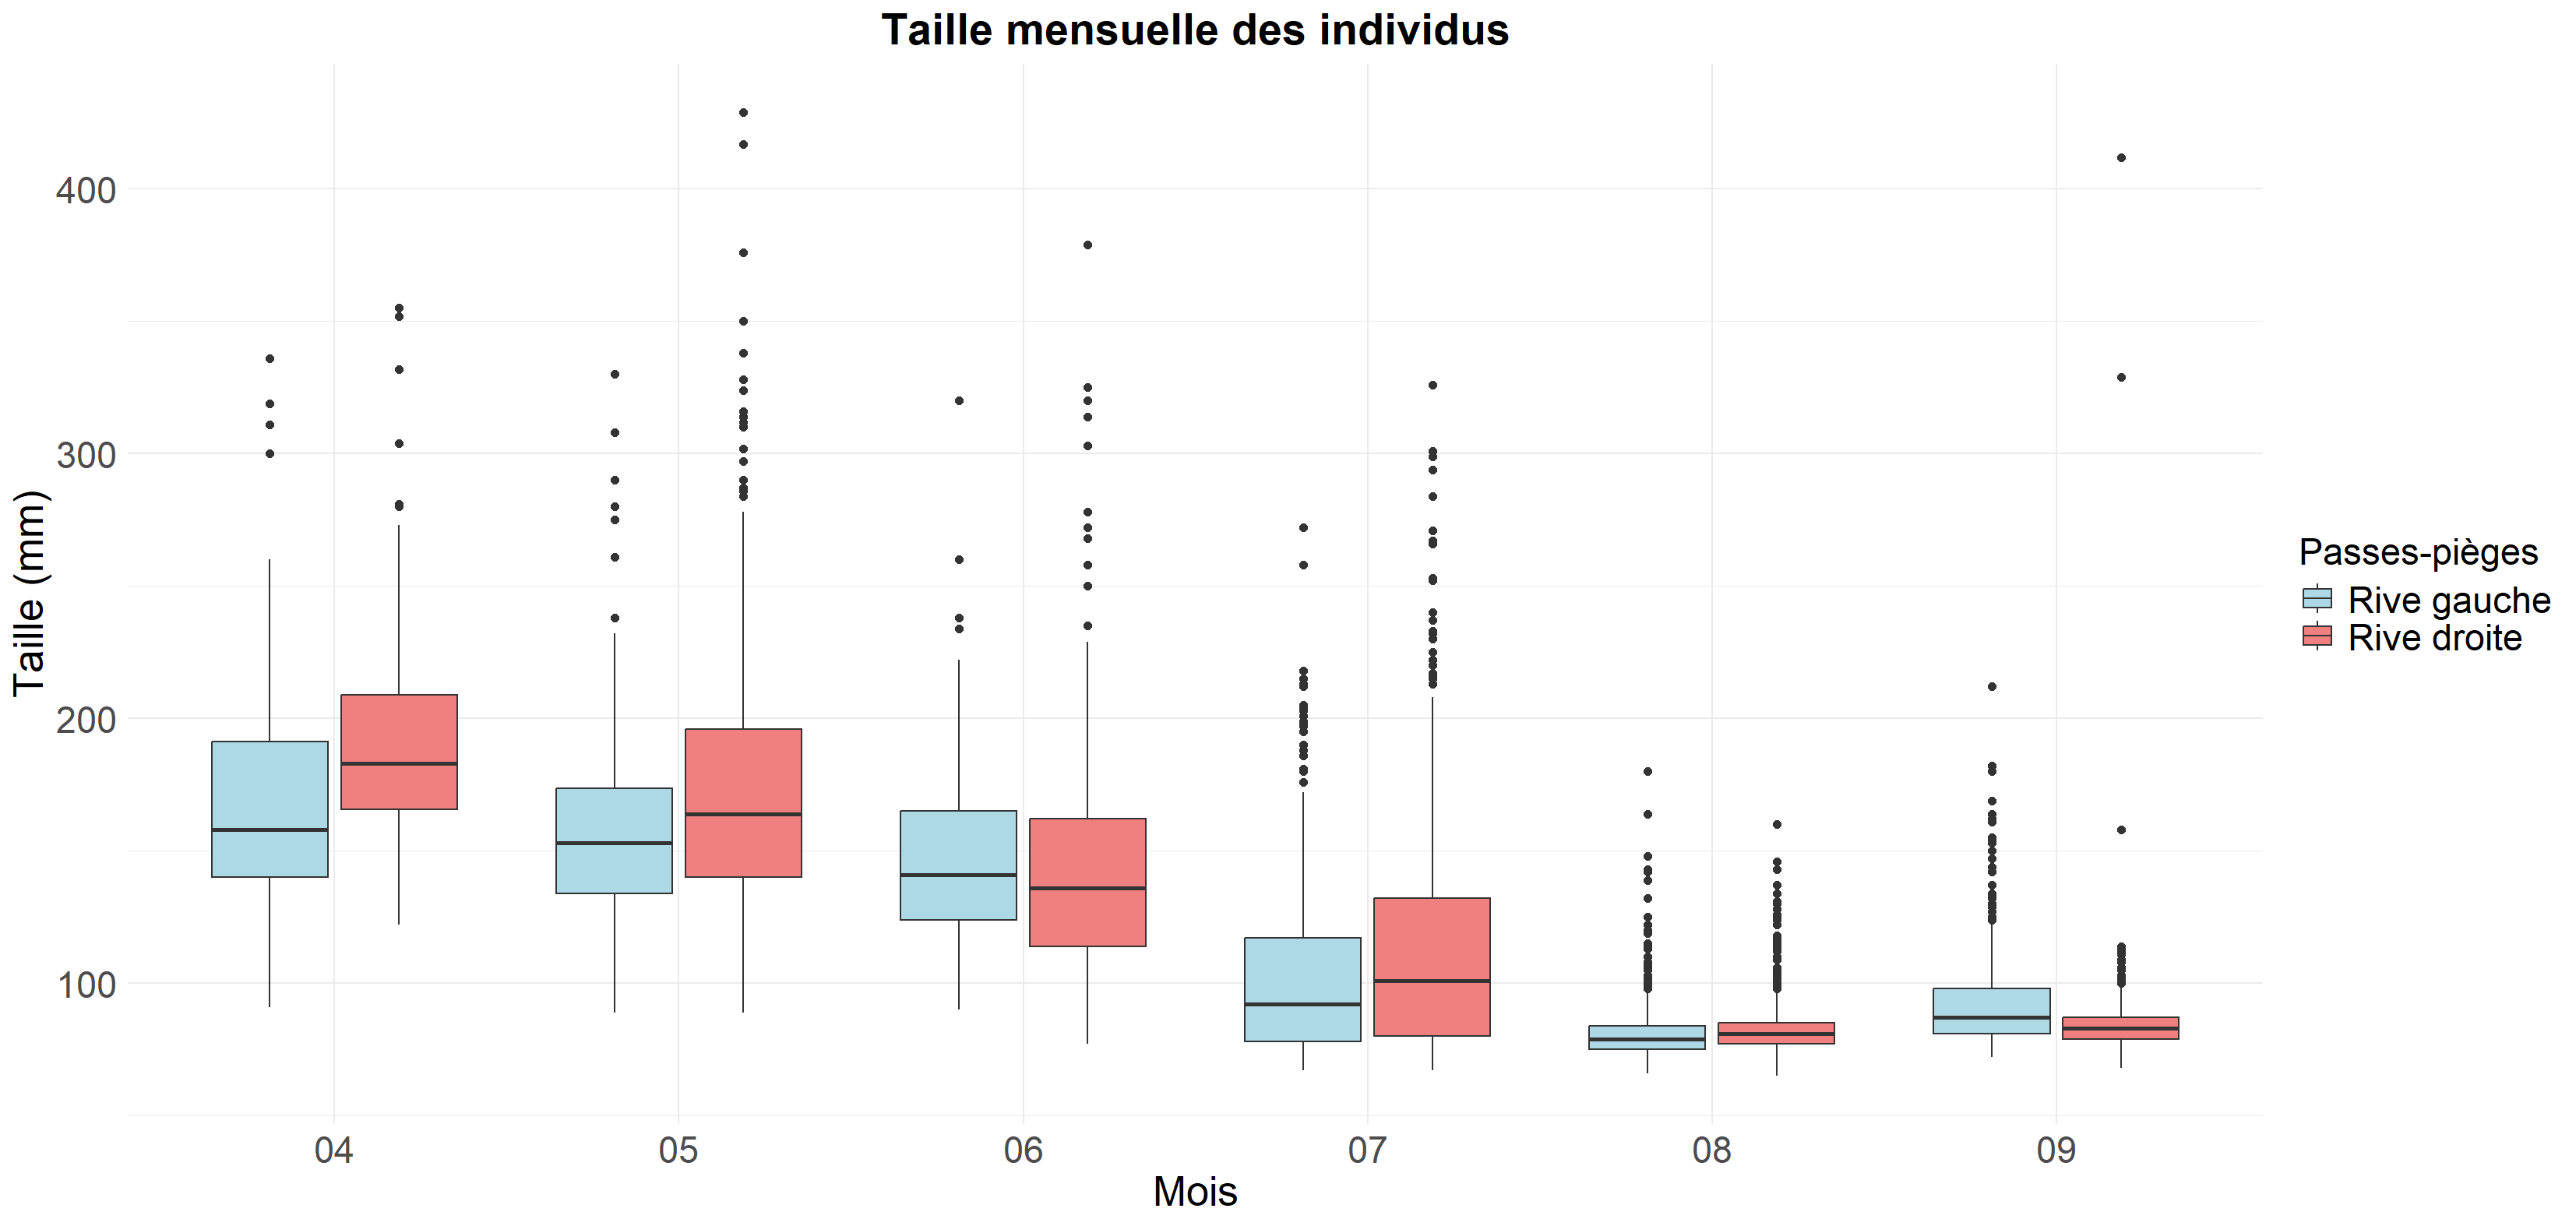 Taille mensuelle des individus
Taille (mm)
400
300
200
100
04 05 06 07 08 09
Mois
Passes-pièges
Rive gauche
Rive droite